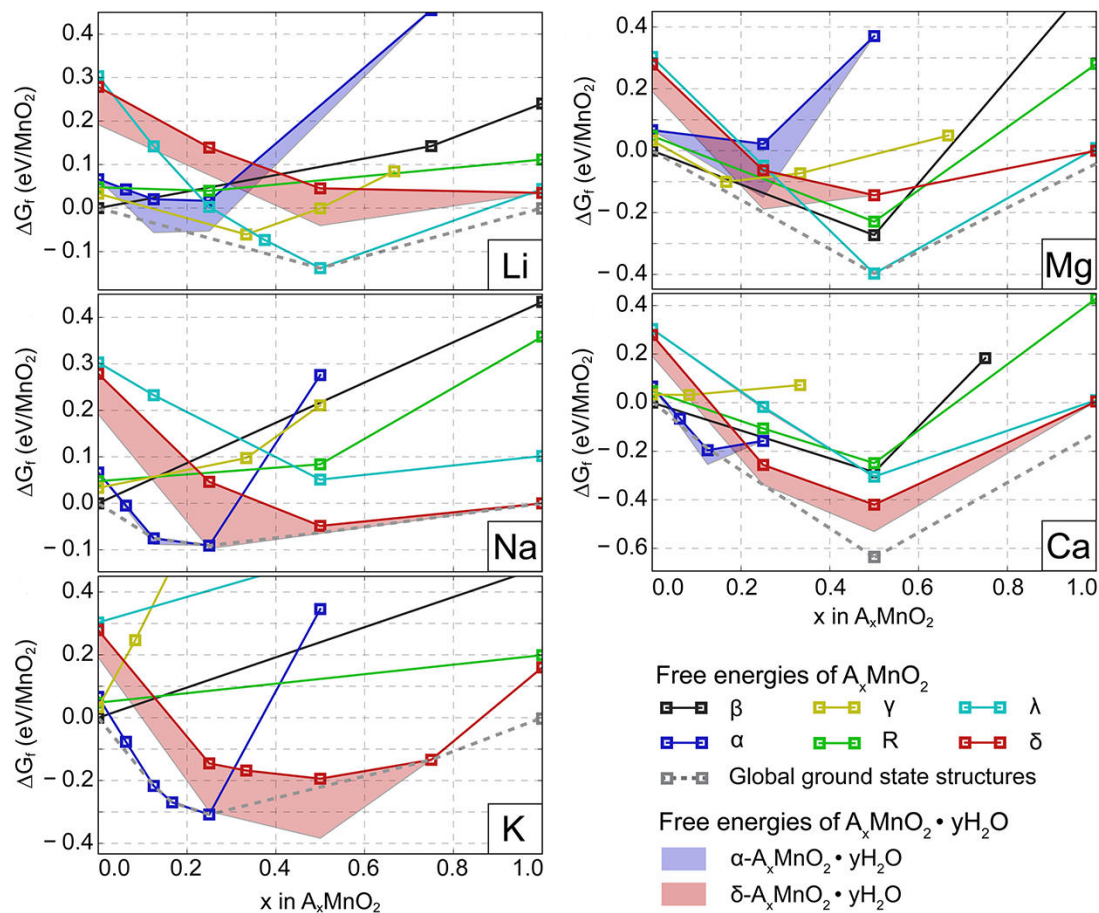 0.4
0.3
0.2
0.1
0.0
−0.1
ΔG_f (eV/MnO₂)
Li
0.4
0.2
0.0
−0.2
−0.4
ΔG_f (eV/MnO₂)
Mg
0.4
0.3
0.2
0.1
0.0
−0.1
ΔG_f (eV/MnO₂)
Na
0.4
0.2
0.0
−0.2
−0.4
−0.6
ΔG_f (eV/MnO₂)
Ca
0.0 0.2 0.4 0.6 0.8 1.0
x in AₓMnO₂
0.4
0.2
0.0
−0.2
−0.4
ΔG_f (eV/MnO₂)
K
0.0 0.2 0.4 0.6 0.8 1.0
x in AₓMnO₂
Free energies of AₓMnO₂
β γ λ
α R δ
Global ground state structures
Free energies of AₓMnO₂ • yH₂O
α-AₓMnO₂ • yH₂O
δ-AₓMnO₂ • yH₂O